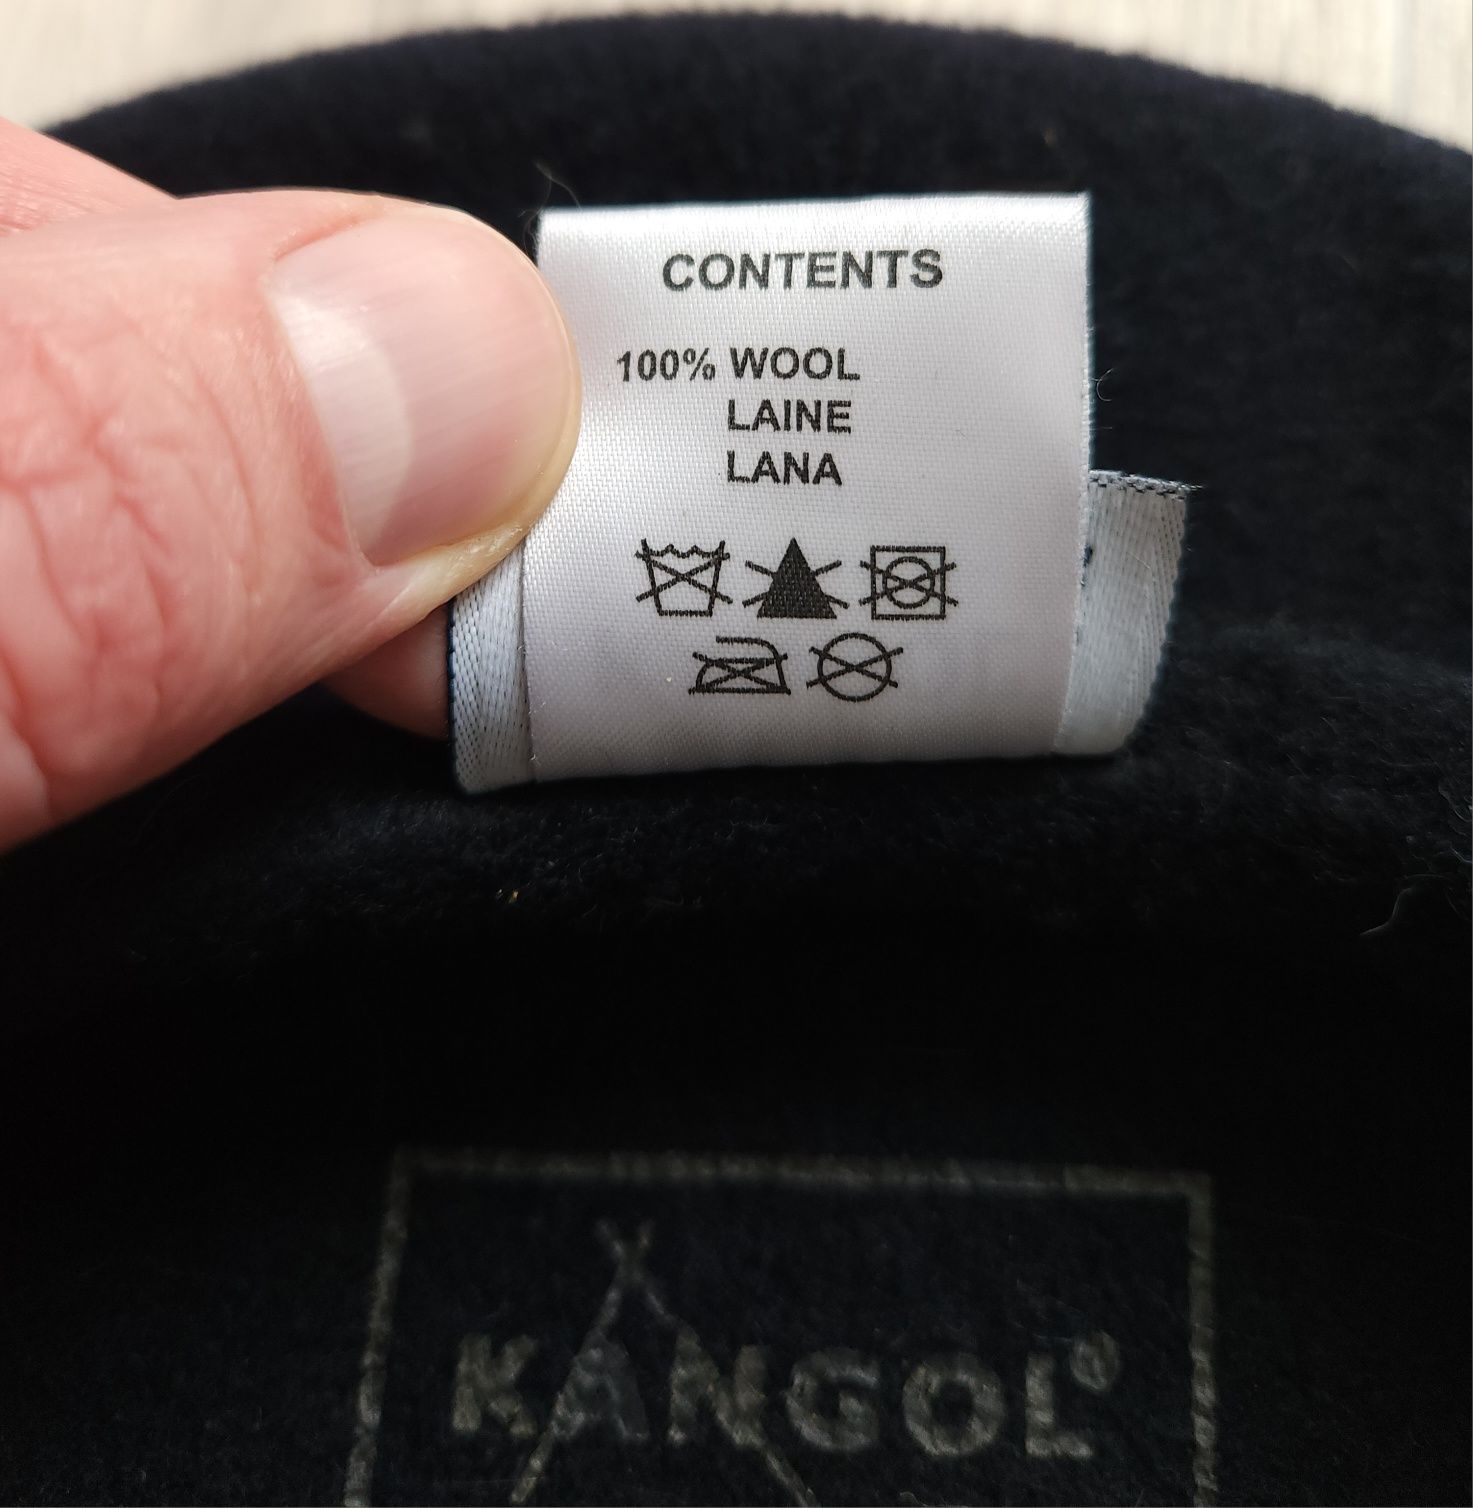 CONTENTS
100% WOOL
LAINE
LANA
KANGOL®